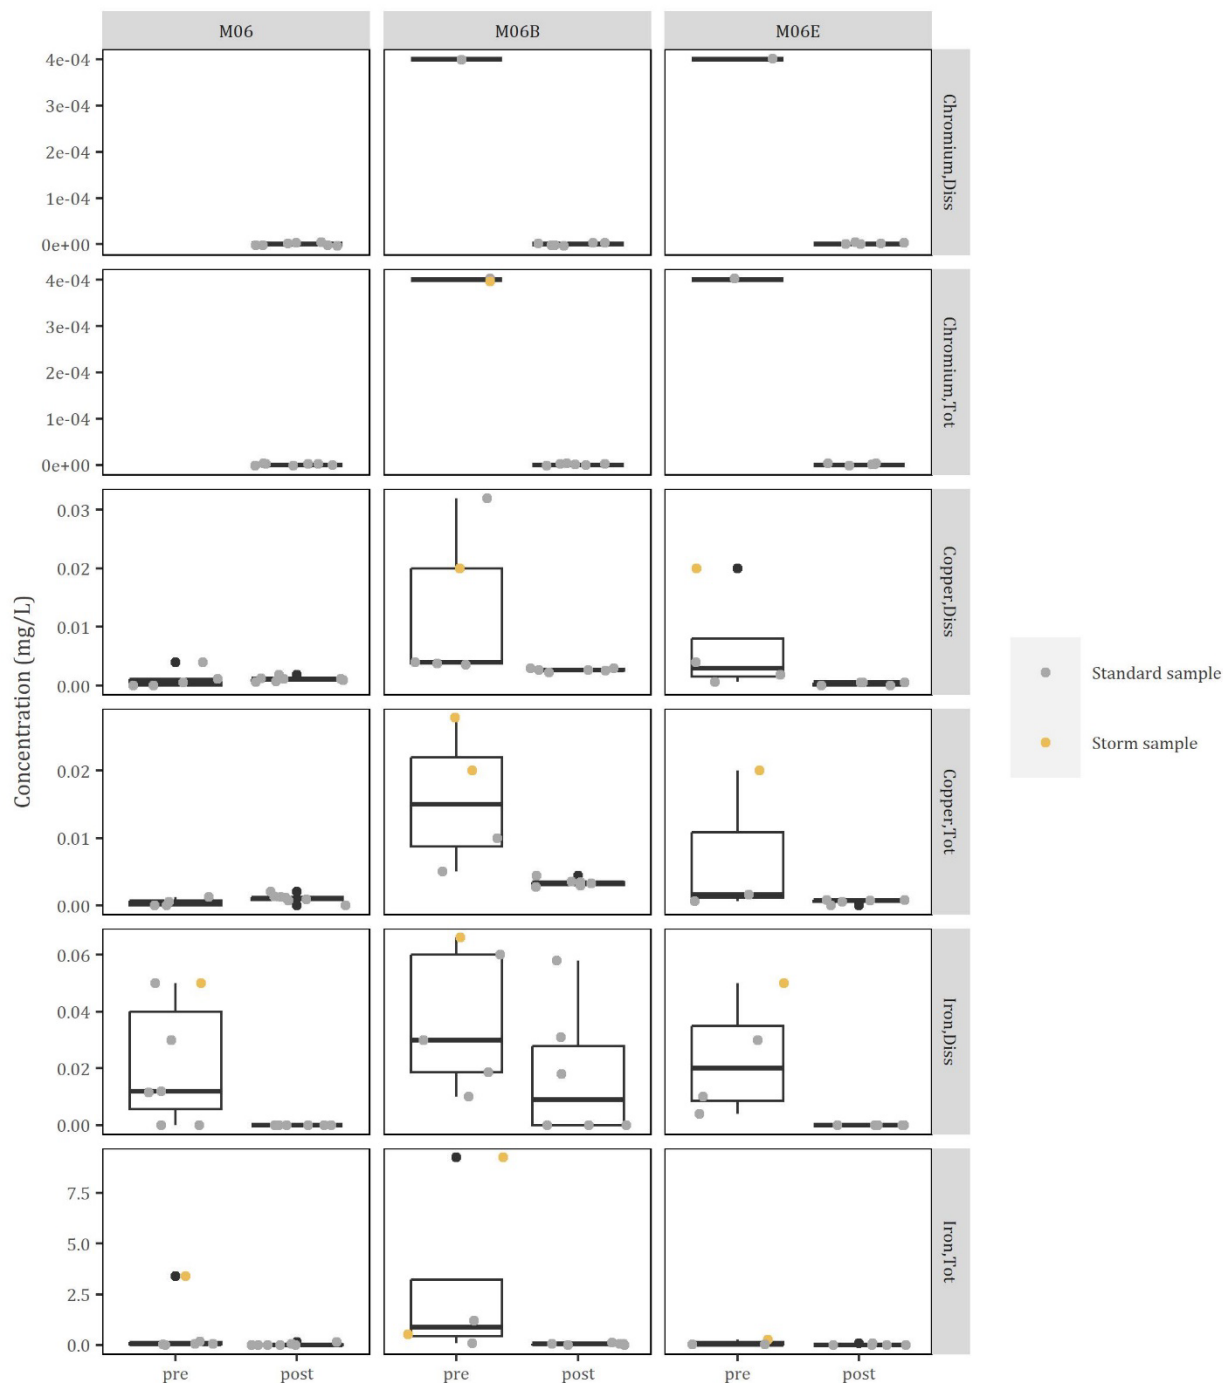 M06 M06B M06E
4e-04
3e-04
2e-04
1e-04
0e+00
Chromium,Diss
4e-04
3e-04
2e-04
1e-04
0e+00
Chromium,Tot
0.03
0.02
0.01
0.00
Copper,Diss
0.02
0.01
0.00
Copper,Tot
0.06
0.04
0.02
0.00
Iron,Diss
7.5
5.0
2.5
0.0
Iron,Tot
pre post pre post pre post
Concentration (mg/L)
Standard sample
Storm sample